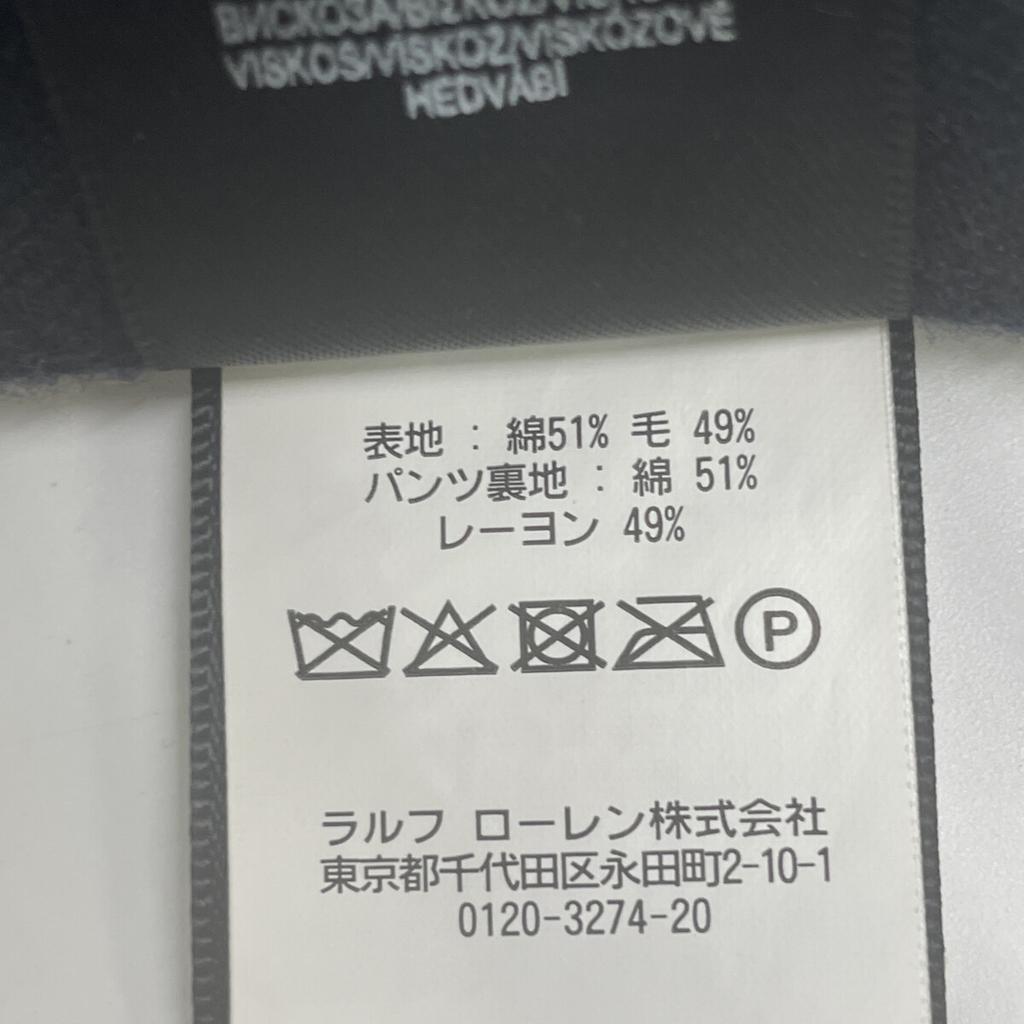 VISKOS/VISKOZ/VISKÓZOVÉ
HEDVÁBÍ
表地 : 綿51% 毛 49%
パンツ裏地 : 綿 51%
レーヨン 49%
P
ラルフ ローレン株式会社
東京都千代田区永田町2-10-1
0120-3274-20